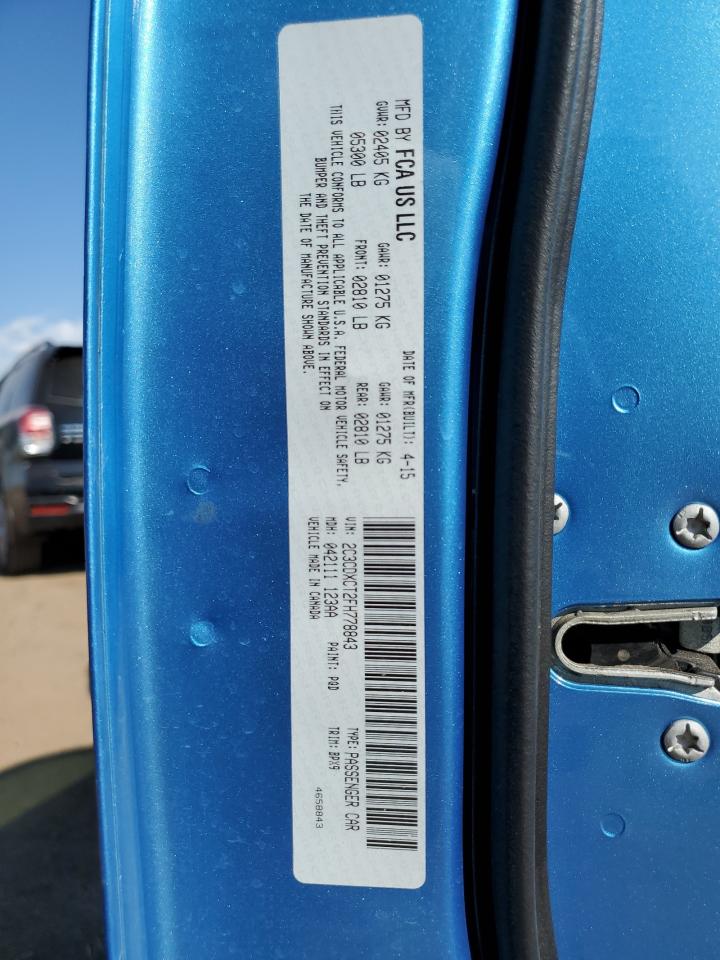 MFD BY FCA US LLC
DATE OF MFR(BUILT): 4-15
GVWR: 02405 KG GAWR: 01275 KG GAWR: 01275 KG
05300 LB FRONT: 02810 LB REAR: 02810 LB
THIS VEHICLE CONFORMS TO ALL APPLICABLE U.S.A. FEDERAL MOTOR VEHICLE SAFETY,
BUMPER AND THEFT PREVENTION STANDARDS IN EFFECT ON
THE DATE OF MANUFACTURE SHOWN ABOVE.
VIN: 2C3CDXCT2FH778843 TYPE: PASSENGER CAR
MDH: 042111 123AA PAINT: PQD TRIM: BPX9
VEHICLE MADE IN CANADA 4658843